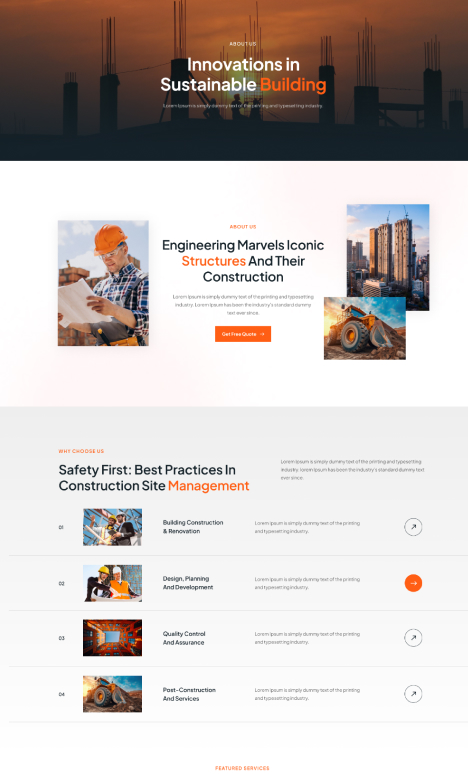 ABOUT US
Innovations in
Sustainable Building
Lorem Ipsum is simply dummy text of the printing and typesetting industry.
ABOUT US
Engineering Marvels Iconic
Structures And Their
Construction
Lorem Ipsum is simply dummy text of the printing and typesetting
industry. Lorem Ipsum has been the industry's standard dummy
text ever since.
Get Free Quote
WHY CHOOSE US
Safety First: Best Practices In
Construction Site Management
Lorem Ipsum is simply dummy text of the printing and typesetting
industry. lorem Ipsum has been the industry's standard dummy text
ever since.
01
Building Construction
& Renovation
Lorem Ipsum is simply dummy text of the printing
and typesetting industry.
02
Design, Planning
And Development
Lorem Ipsum is simply dummy text of the printing
and typesetting industry.
03
Quality Control
And Assurance
Lorem Ipsum is simply dummy text of the printing
and typesetting industry.
04
Post-Construction
And Services
Lorem Ipsum is simply dummy text of the printing
and typesetting industry.
FEATURED SERVICES